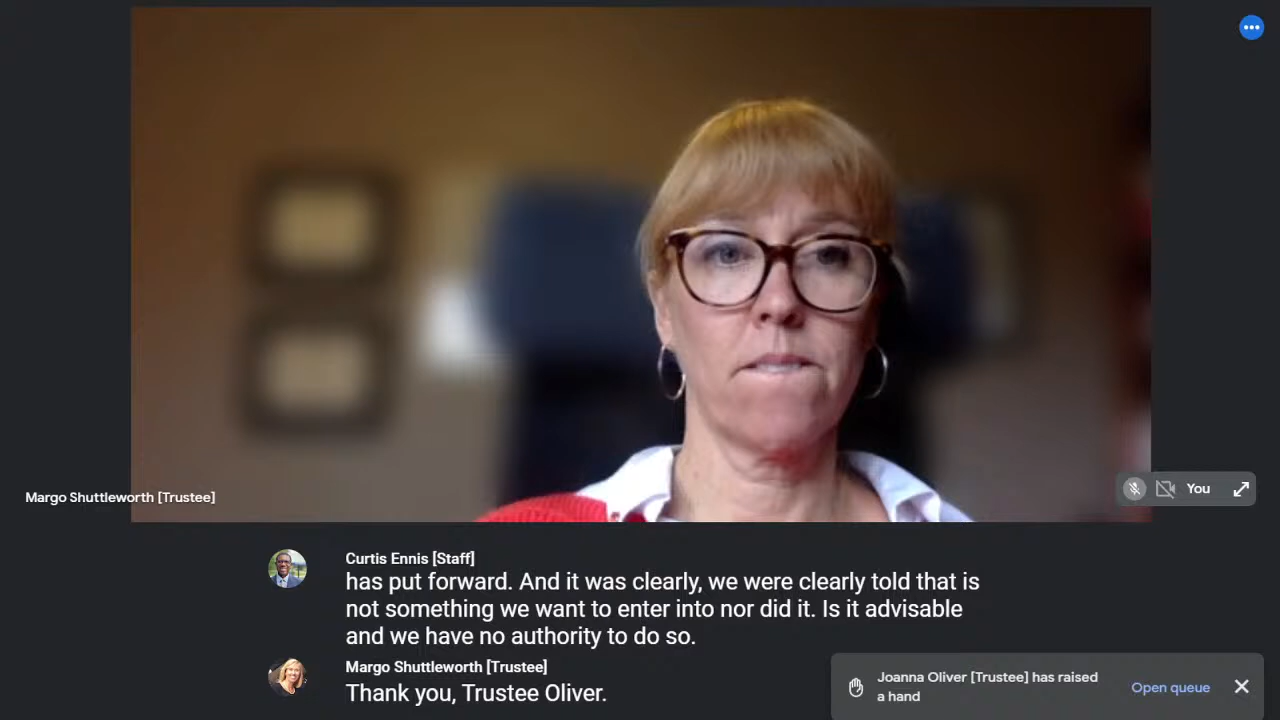 Margo Shuttleworth [Trustee]
You
Curtis Ennis [Staff]
has put forward. And it was clearly, we were clearly told that is
not something we want to enter into nor did it. Is it advisable
and we have no authority to do so.
Margo Shuttleworth [Trustee]
Thank you, Trustee Oliver.
Joanna Oliver [Trustee] has raised
a hand
Open queue